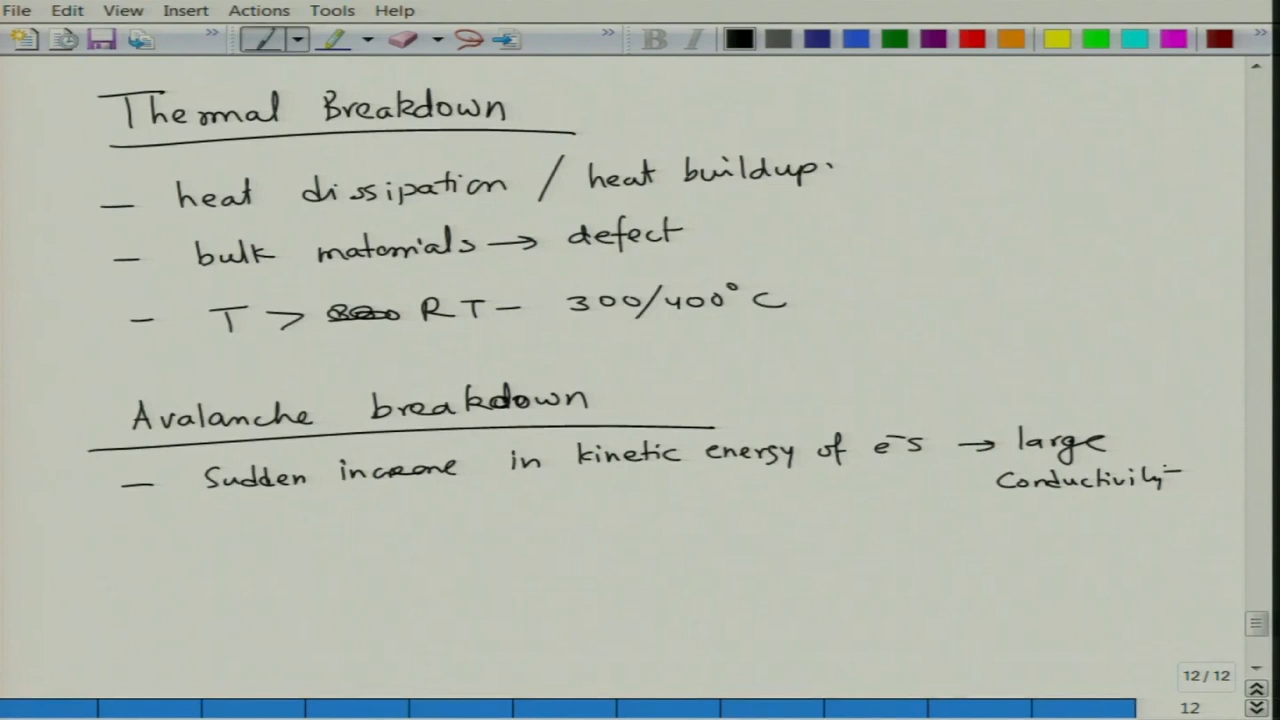 File Edit View Insert Actions Tools Help
B I
Thermal Breakdown
— heat dissipation / heat buildup.
— bulk materials → defect
— T > RT - 300/400°C
Avalanche breakdown
— Sudden increase in kinetic energy of e⁻s → large
Conductivity
12 / 12
12